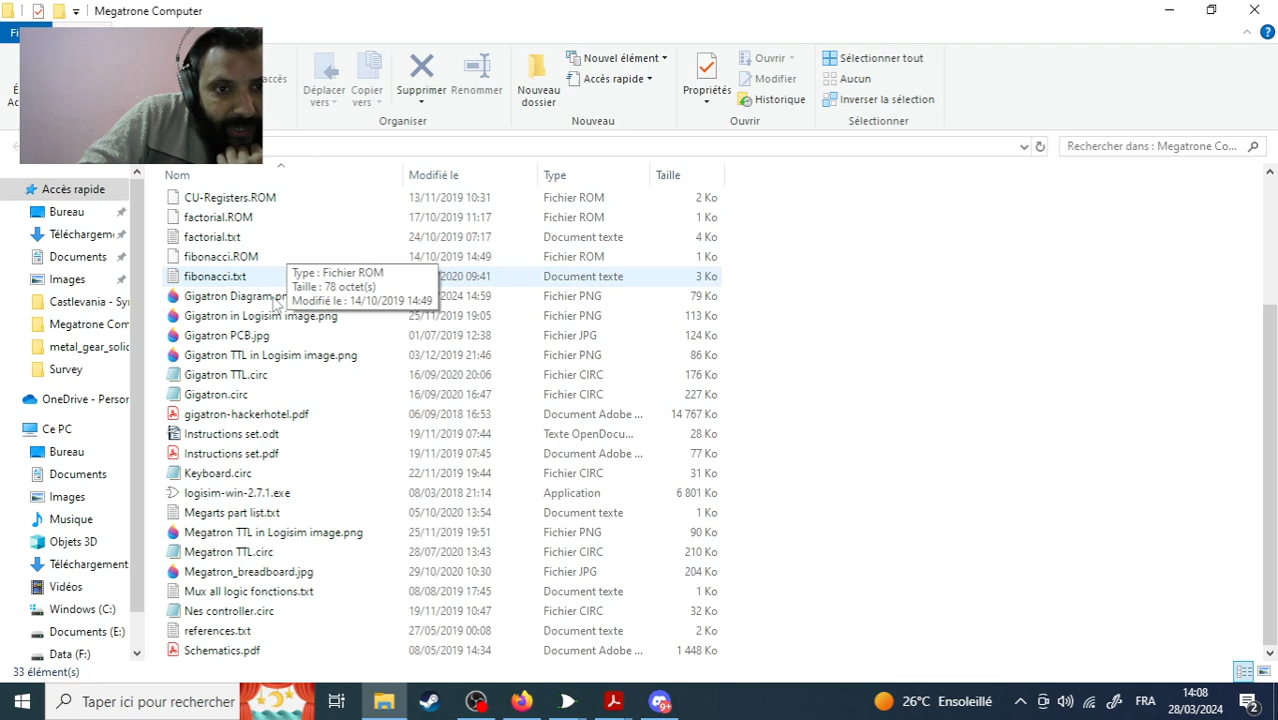 Megatrone Computer
Fi
É
Ac
accès
Déplacer vers
Copier vers
Supprimer
Renommer
Organiser
Nouveau dossier
Nouvel élément
Accès rapide
Nouveau
Propriétés
Ouvrir
Modifier
Historique
Ouvrir
Sélectionner tout
Aucun
Inverser la sélection
Sélectionner
Rechercher dans : Megatrone Co...
Accès rapide
Bureau
Téléchargem
Documents
Images
Castlevania - Sy
Megatrone Com
metal_gear_solid
Survey
OneDrive - Person
Ce PC
Bureau
Documents
Images
Musique
Objets 3D
Téléchargement
Vidéos
Windows (C:)
Documents (E:)
Data (F:)
Nom Modifié le Type Taille
CU-Registers.ROM 13/11/2019 10:31 Fichier ROM 2 Ko
factorial.ROM 17/10/2019 11:17 Fichier ROM 1 Ko
factorial.txt 24/10/2019 07:17 Document texte 4 Ko
fibonacci.ROM 14/10/2019 14:49 Fichier ROM 1 Ko
fibonacci.txt 2020 09:41 Document texte 3 Ko
Gigatron Diagram.pn 2024 14:59 Fichier PNG 79 Ko
Gigatron in Logisim image.png 25/11/2019 19:05 Fichier PNG 113 Ko
Gigatron PCB.jpg 01/07/2019 12:38 Fichier JPG 124 Ko
Gigatron TTL in Logisim image.png 03/12/2019 21:46 Fichier PNG 86 Ko
Gigatron TTL.circ 16/09/2020 20:06 Fichier CIRC 176 Ko
Gigatron.circ 16/09/2020 16:47 Fichier CIRC 227 Ko
gigatron-hackerhotel.pdf 06/09/2018 16:53 Document Adobe ... 14 767 Ko
Instructions set.odt 19/11/2019 07:44 Texte OpenDocu... 28 Ko
Instructions set.pdf 19/11/2019 07:45 Document Adobe ... 77 Ko
Keyboard.circ 22/11/2019 19:44 Fichier CIRC 31 Ko
logisim-win-2.7.1.exe 08/03/2018 21:14 Application 6 801 Ko
Megarts part list.txt 05/10/2020 13:54 Document texte 1 Ko
Megatron TTL in Logisim image.png 25/11/2019 19:51 Fichier PNG 90 Ko
Megatron TTL.circ 28/07/2020 13:43 Fichier CIRC 210 Ko
Megatron_breadboard.jpg 29/10/2020 10:30 Fichier JPG 204 Ko
Mux all logic fonctions.txt 08/08/2019 17:45 Document texte 1 Ko
Nes controller.circ 19/11/2019 10:47 Fichier CIRC 32 Ko
references.txt 27/05/2019 00:08 Document texte 2 Ko
Schematics.pdf 08/05/2019 14:34 Document Adobe ... 1 448 Ko
Type : Fichier ROM
Taille : 78 octet(s)
Modifié le : 14/10/2019 14:49
33 élément(s)
Taper ici pour rechercher
9+
26°C Ensoleillé
FRA
14:08
28/03/2024
2